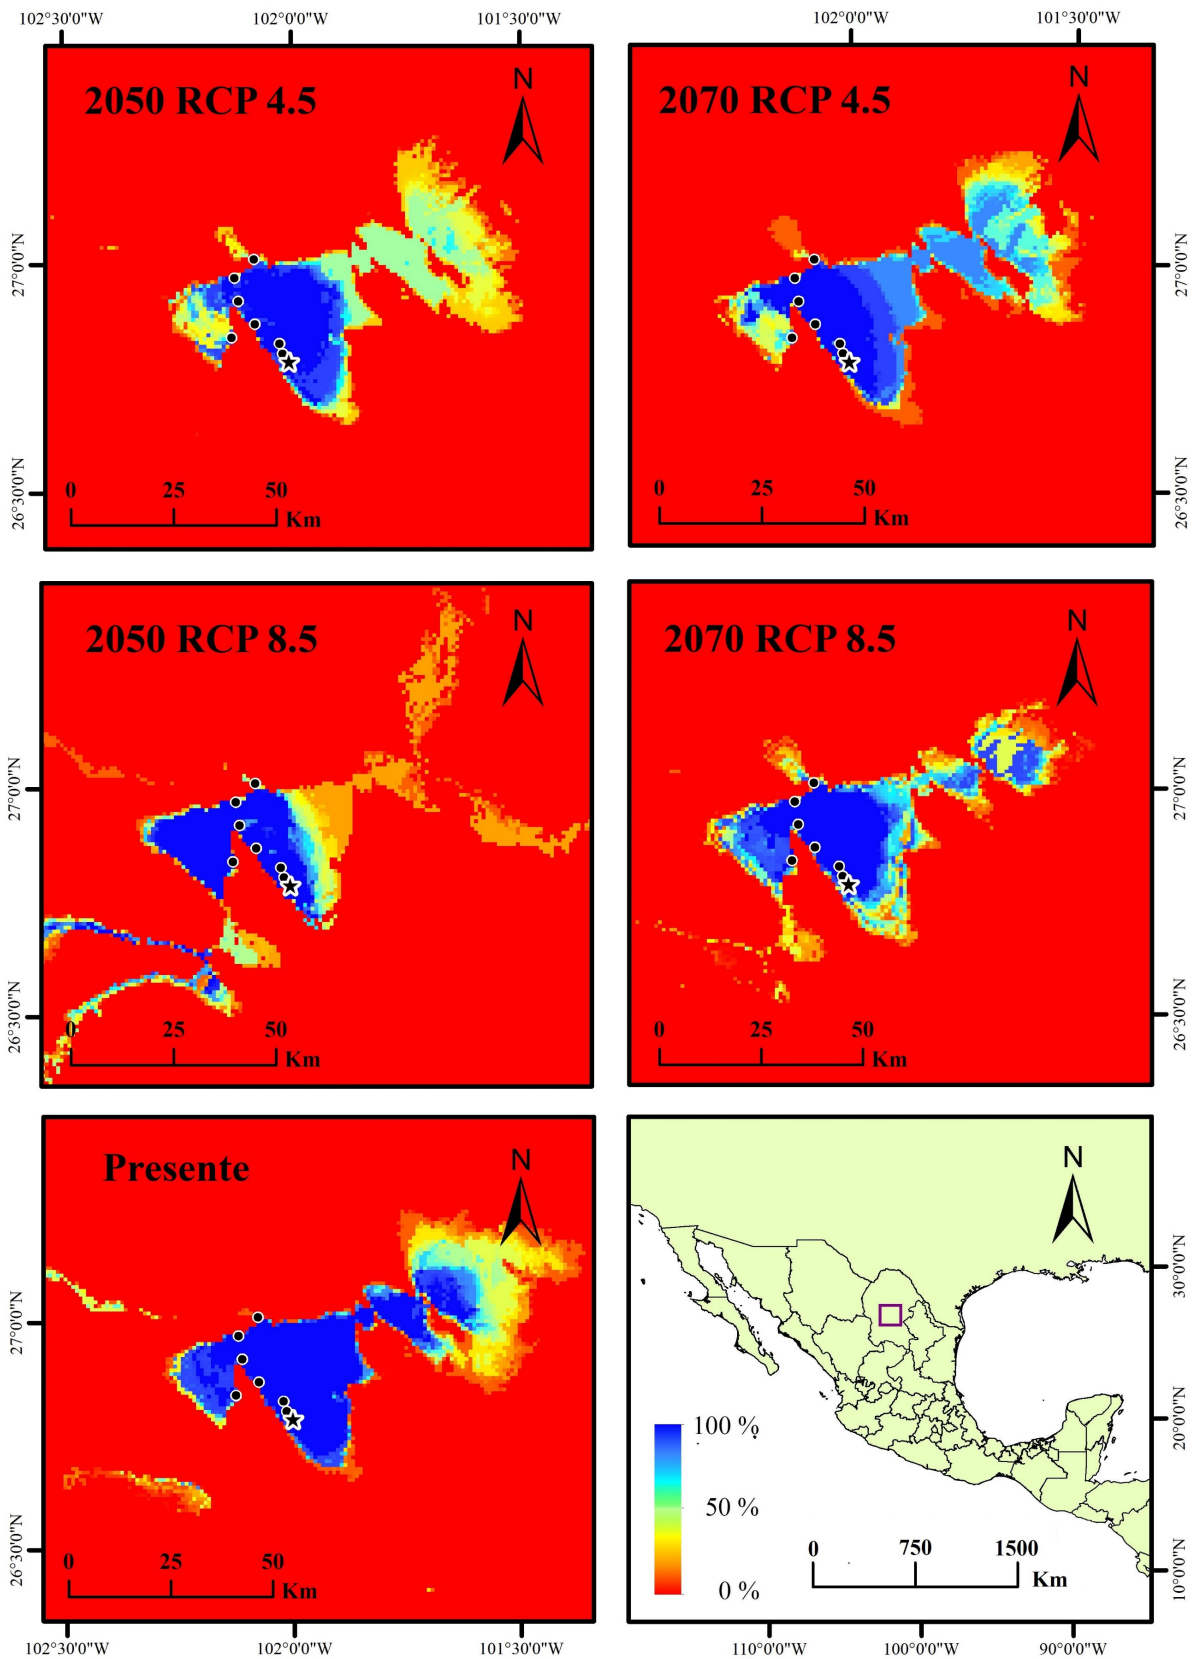 102°30'0"W 102°0'0"W 101°30'0"W 102°0'0"W 101°30'0"W
2050 RCP 4.5
N
27°0'0"N
26°30'0"N
0 25 50
Km
2070 RCP 4.5
N
27°0'0"N
26°30'0"N
0 25 50
Km
2050 RCP 8.5
N
27°0'0"N
26°30'0"N
0 25 50
Km
2070 RCP 8.5
N
27°0'0"N
26°30'0"N
0 25 50
Km
Presente
N
27°0'0"N
26°30'0"N
0 25 50
Km
102°30'0"W 102°0'0"W 101°30'0"W
N
30°0'0"N
20°0'0"N
10°0'0"N
100 %
50 %
0 %
0 750 1500
Km
110°0'0"W 100°0'0"W 90°0'0"W